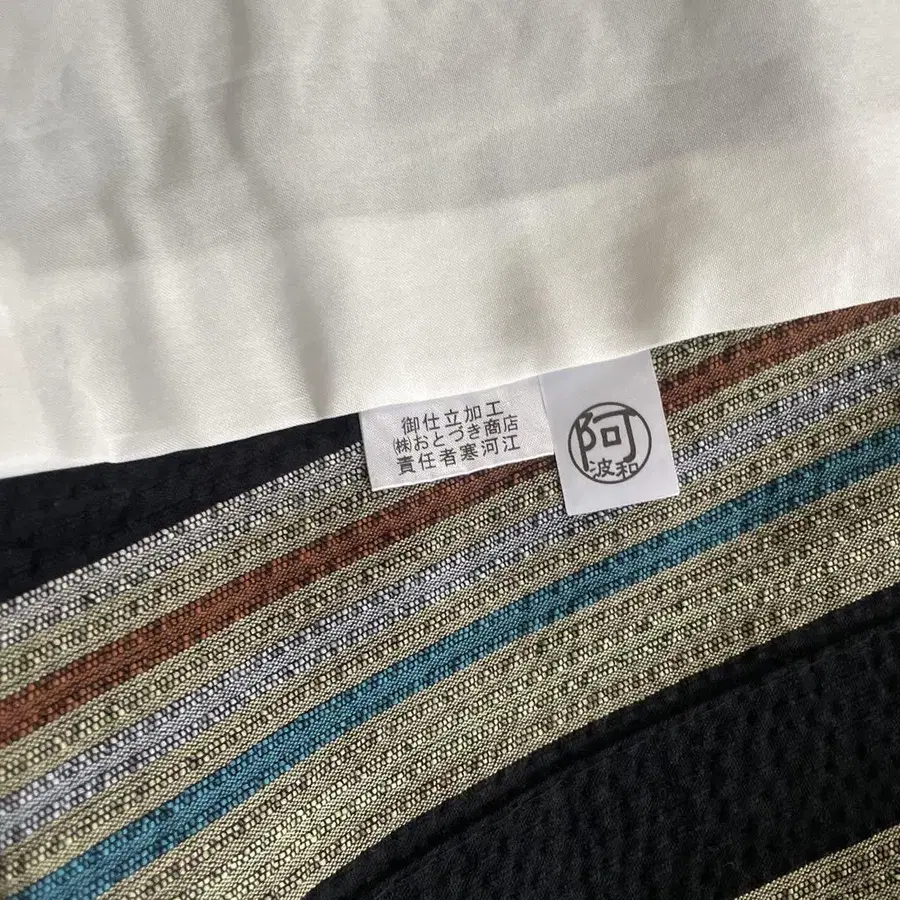 御仕立加工
㈱おとづき商店
責任者寒河江
阿
波和